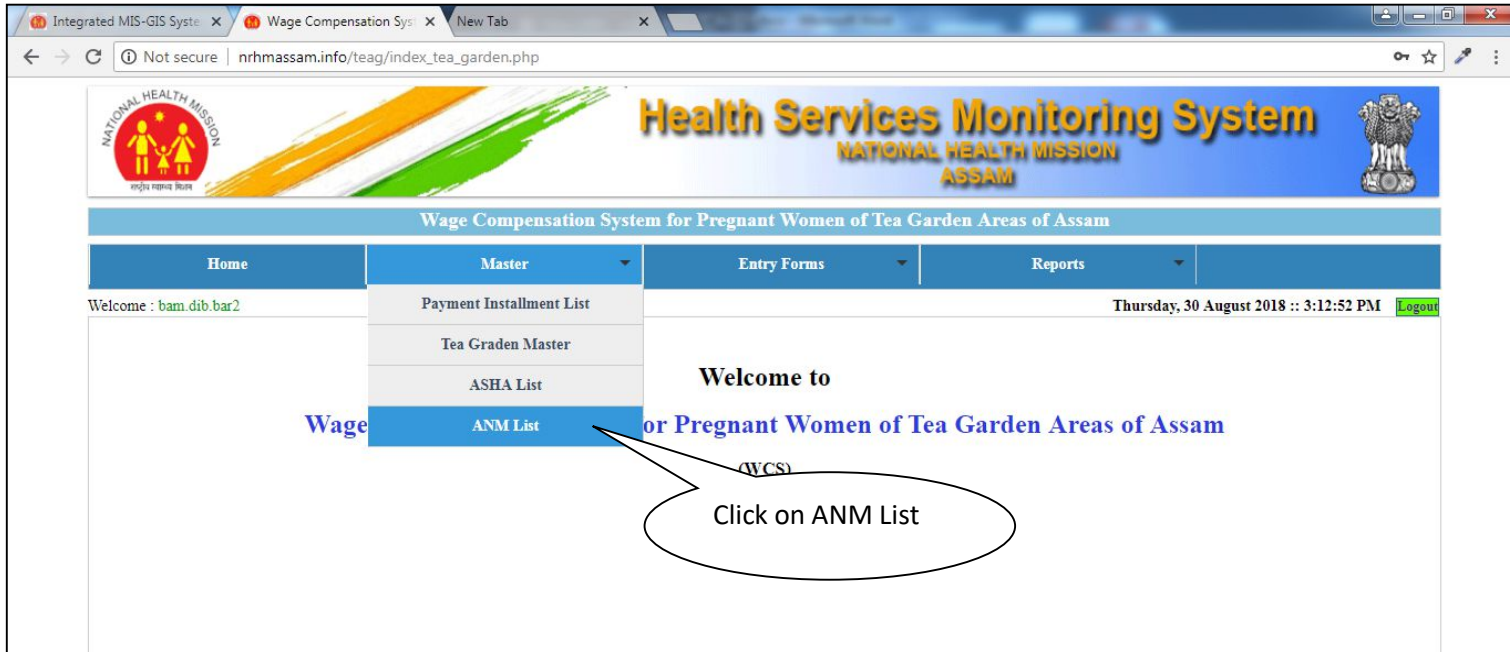 Integrated MIS-GIS Syste
Wage Compensation Sys
New Tab
Not secure | nrhmassam.info/teag/index_tea_garden.php
NATIONAL HEALTH MISSION
राष्ट्रीय स्वास्थ्य मिशन
Health Services Monitoring System
NATIONAL HEALTH MISSION
ASSAM
Wage Compensation System for Pregnant Women of Tea Garden Areas of Assam
Home Master Entry Forms Reports
Welcome : bam.dib.bar2
Thursday, 30 August 2018 :: 3:12:52 PM Logout
Payment Installment List
Tea Graden Master
ASHA List
ANM List
Welcome to
Wage or Pregnant Women of Tea Garden Areas of Assam
(WCS)
Click on ANM List